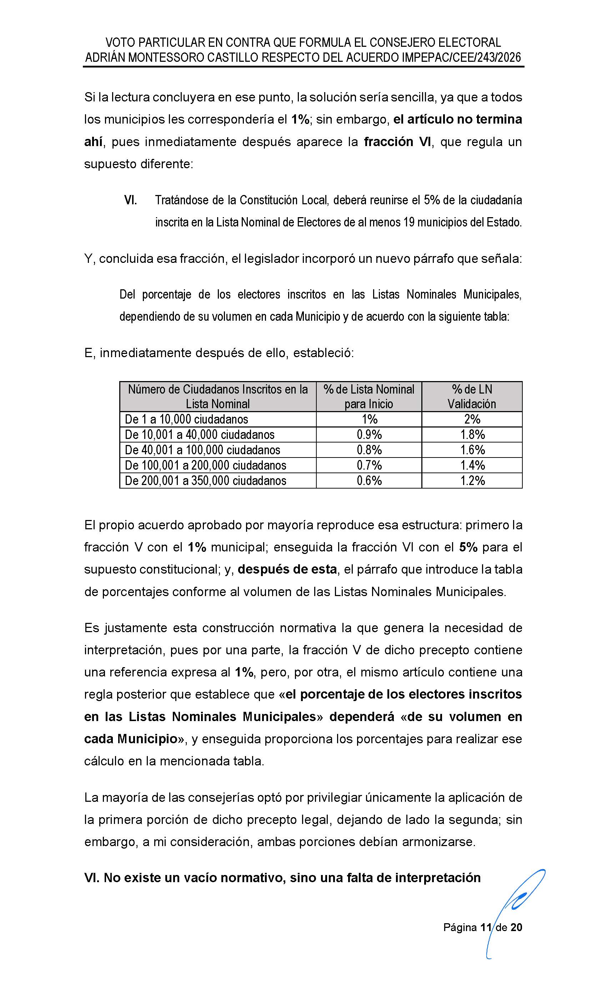 VOTO PARTICULAR EN CONTRA QUE FORMULA EL CONSEJERO ELECTORAL
ADRIÁN MONTESSORO CASTILLO RESPECTO DEL ACUERDO IMPEPAC/CEE/243/2026
Si la lectura concluyera en ese punto, la solución sería sencilla, ya que a todos
los municipios les correspondería el 1%; sin embargo, el artículo no termina
ahí, pues inmediatamente después aparece la fracción VI, que regula un
supuesto diferente:
VI. Tratándose de la Constitución Local, deberá reunirse el 5% de la ciudadanía
inscrita en la Lista Nominal de Electores de al menos 19 municipios del Estado.
Y, concluida esa fracción, el legislador incorporó un nuevo párrafo que señala:
Del porcentaje de los electores inscritos en las Listas Nominales Municipales,
dependiendo de su volumen en cada Municipio y de acuerdo con la siguiente tabla:
E, inmediatamente después de ello, estableció:
Número de Ciudadanos Inscritos en la Lista Nominal % de Lista Nominal para Inicio % de LN Validación
De 1 a 10,000 ciudadanos 1% 2%
De 10,001 a 40,000 ciudadanos 0.9% 1.8%
De 40,001 a 100,000 ciudadanos 0.8% 1.6%
De 100,001 a 200,000 ciudadanos 0.7% 1.4%
De 200,001 a 350,000 ciudadanos 0.6% 1.2%
El propio acuerdo aprobado por mayoría reproduce esa estructura: primero la
fracción V con el 1% municipal; enseguida la fracción VI con el 5% para el
supuesto constitucional; y, después de esta, el párrafo que introduce la tabla
de porcentajes conforme al volumen de las Listas Nominales Municipales.
Es justamente esta construcción normativa la que genera la necesidad de
interpretación, pues por una parte, la fracción V de dicho precepto contiene
una referencia expresa al 1%, pero, por otra, el mismo artículo contiene una
regla posterior que establece que «el porcentaje de los electores inscritos
en las Listas Nominales Municipales» dependerá «de su volumen en
cada Municipio», y enseguida proporciona los porcentajes para realizar ese
cálculo en la mencionada tabla.
La mayoría de las consejerías optó por privilegiar únicamente la aplicación de
la primera porción de dicho precepto legal, dejando de lado la segunda; sin
embargo, a mi consideración, ambas porciones debían armonizarse.
VI. No existe un vacío normativo, sino una falta de interpretación
Página 11 de 20